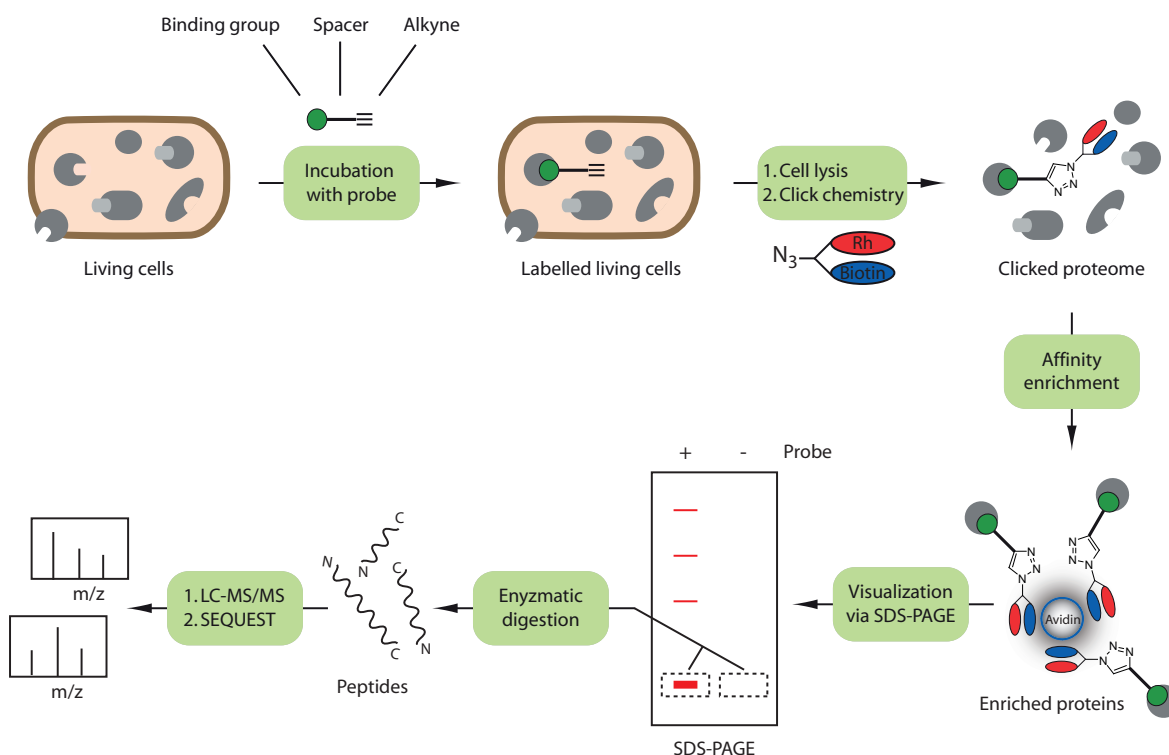 Binding group
Spacer
Alkyne
Incubation
with probe
1. Cell lysis
2. Click chemistry
N3
Rh
Biotin
N
N
N
Living cells
Labelled living cells
Clicked proteome
Affinity
enrichment
+
-
Probe
N
N
N
N
N
N
Avidin
N
N
N
Enriched proteins
Visualization
via SDS-PAGE
SDS-PAGE
Enyzmatic
digestion
C
N
C
N
N
C
Peptides
1. LC-MS/MS
2. SEQUEST
m/z
m/z